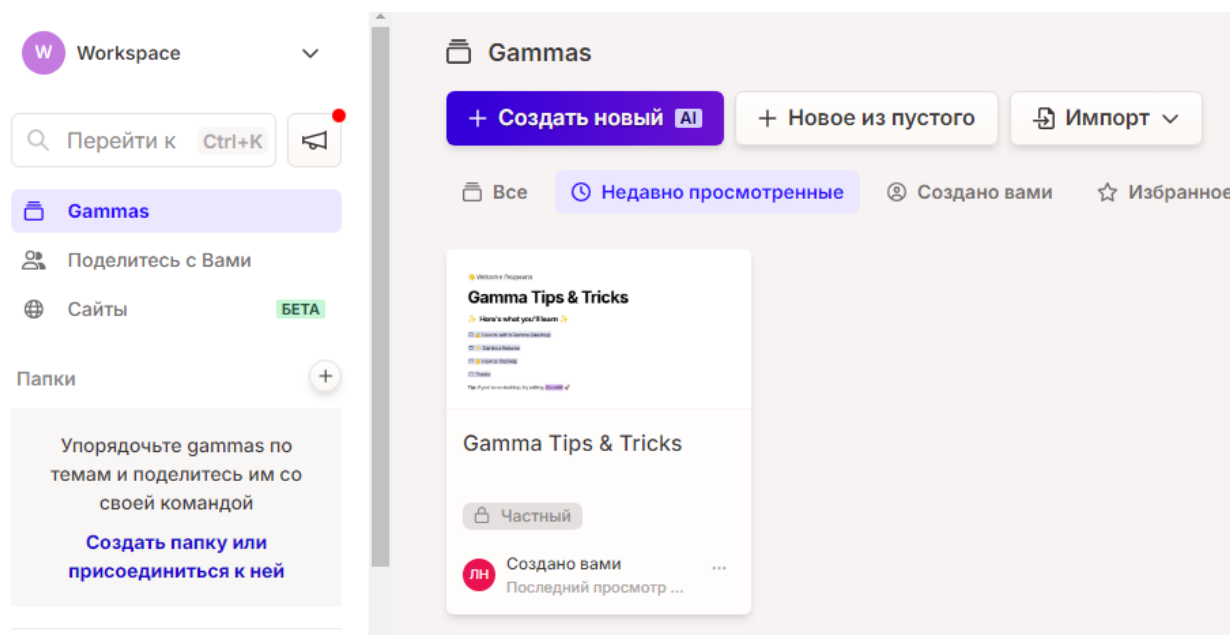 W Workspace
Перейти к Ctrl+K
Gammas
Поделитесь с Вами
Сайты БЕТА
Папки
Упорядочьте gammas по
темам и поделитесь им со
своей командой
Создать папку или
присоединиться к ней
Gammas
+ Создать новый AI
+ Новое из пустого
Импорт
Все
Недавно просмотренные
Создано вами
Избранное
Welcome Людмила
Gamma Tips & Tricks
Here's what you'll learn
Gamma Tips & Tricks
Частный
ЛН
Создано вами
...
Последний просмотр ...